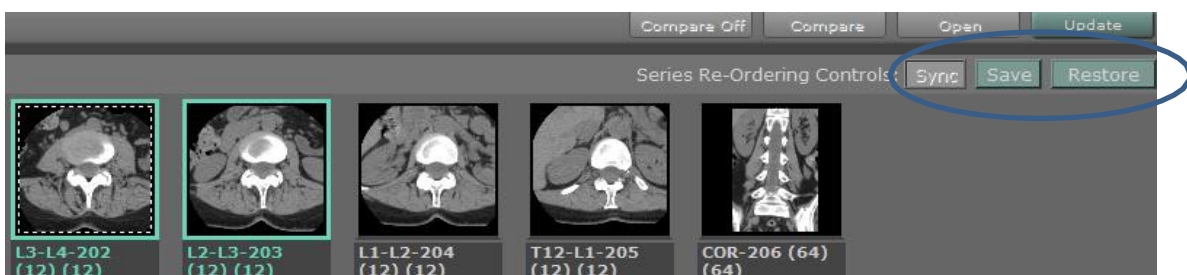 Compare Off Compare Open Update
Series Re-Ordering Controls: Sync Save Restore
L3-L4-202 L2-L3-203 L1-L2-204 T12-L1-205 COR-206 (64)
(12) (12) (12) (12) (12) (12) (12) (12) (64)